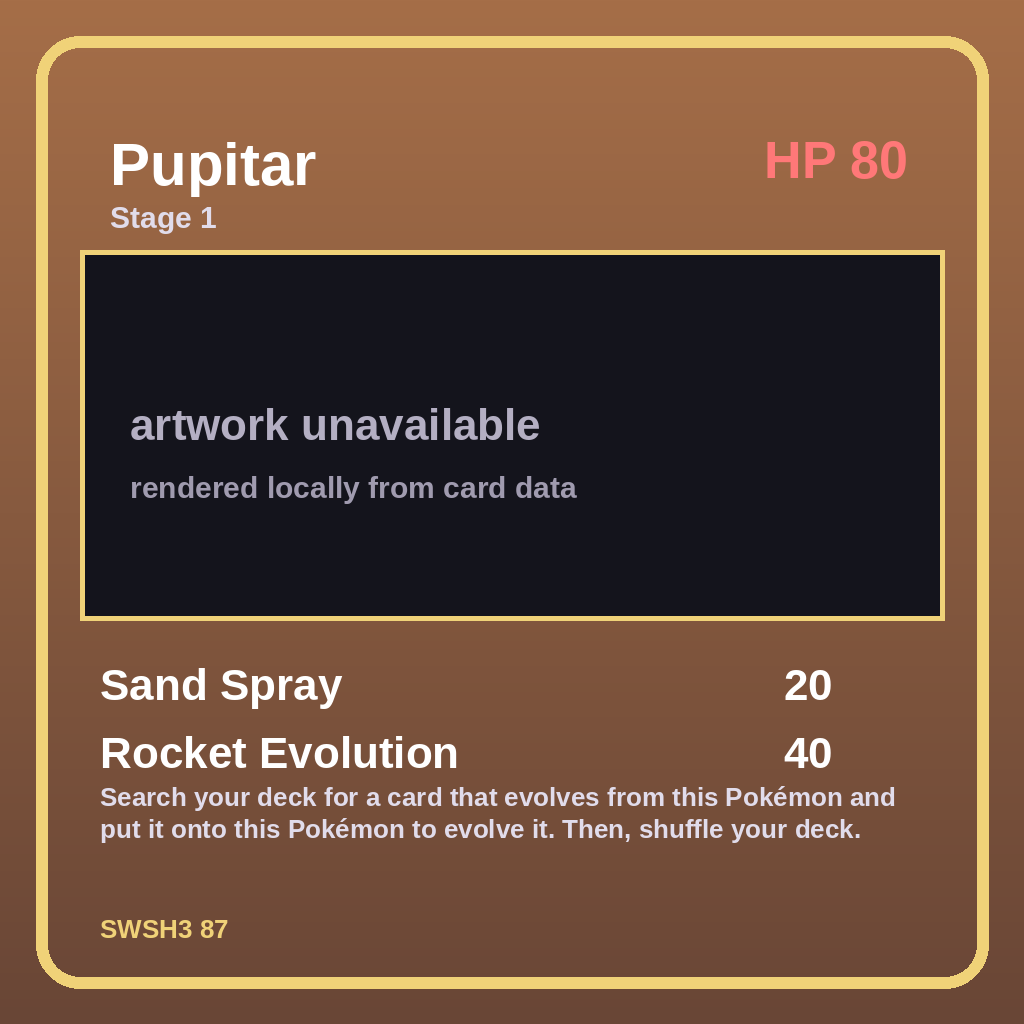 Pupitar
HP 80
Stage 1
artwork unavailable
rendered locally from card data
Sand Spray 20
Rocket Evolution 40
Search your deck for a card that evolves from this Pokémon and
put it onto this Pokémon to evolve it. Then, shuffle your deck.
SWSH3 87